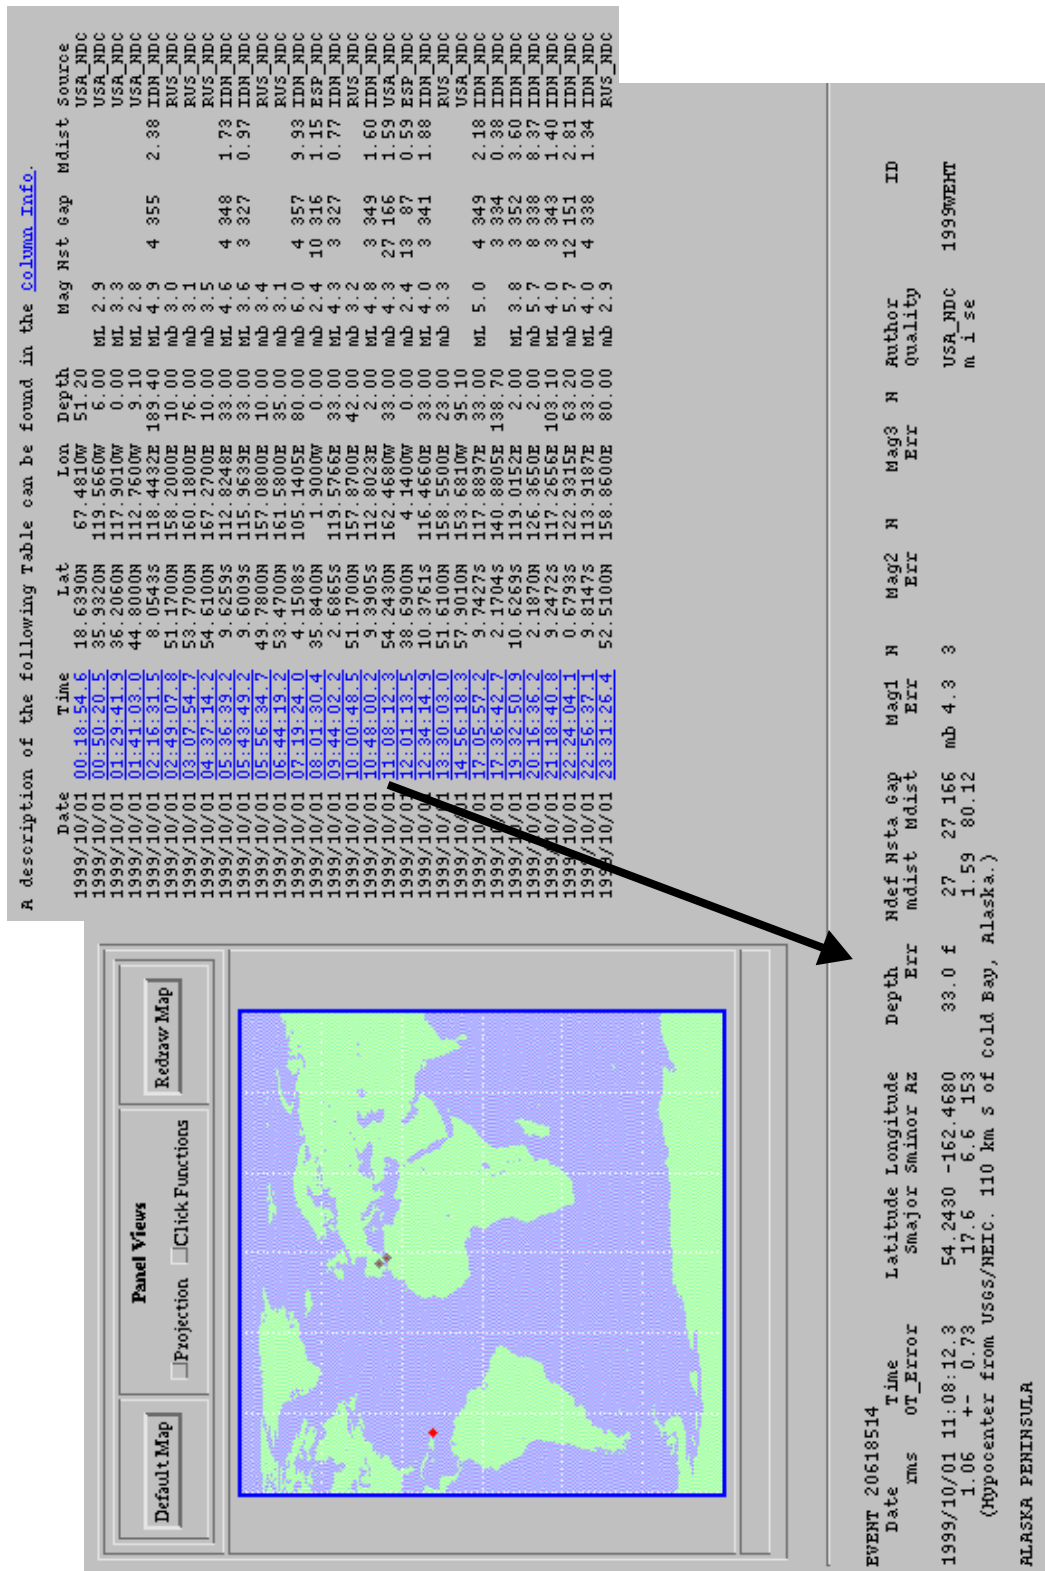 A description of the following Table can be found in the Column Info.
Date Time Lat Lon Depth Mag Nst Gap Mdist Source
1999/10/01 00:18:54.6 18.6390N 67.4810W 51.20 USA_NDC
1999/10/01 00:50:20.5 35.9320N 119.5660W 6.00 ML 2.9 USA_NDC
1999/10/01 01:29:41.9 36.2060N 117.9010W 0.00 ML 3.3 USA_NDC
1999/10/01 01:41:03.0 44.8000N 112.7600W 9.10 ML 2.8 USA_NDC
1999/10/01 02:16:31.5 8.0543S 118.4432E 189.40 ML 4.9 4 355 2.38 IDN_NDC
1999/10/01 02:49:07.8 51.1700N 158.2000E 10.00 mb 3.0 RUS_NDC
1999/10/01 03:07:54.7 53.7700N 160.1800E 76.00 mb 3.1 RUS_NDC
1999/10/01 04:37:14.2 54.6100N 167.2700E 10.00 mb 3.5 RUS_NDC
1999/10/01 05:36:39.2 9.6259S 112.8248E 33.00 ML 4.6 4 348 1.73 IDN_NDC
1999/10/01 05:43:49.2 9.6009S 115.9639E 33.00 ML 3.6 3 327 0.97 IDN_NDC
1999/10/01 05:56:34.7 49.7800N 157.0800E 10.00 mb 3.4 RUS_NDC
1999/10/01 06:44:19.2 53.4700N 161.5800E 35.00 mb 3.1 RUS_NDC
1999/10/01 07:19:24.0 4.1508S 105.1405E 80.00 mb 6.0 4 357 9.93 IDN_NDC
1999/10/01 08:01:30.4 35.8400N 1.9000W 0.00 mb 2.4 10 316 1.15 ESP_NDC
1999/10/01 09:44:02.2 2.6865S 119.5766E 33.00 ML 4.3 3 327 0.77 IDN_NDC
1999/10/01 10:00:48.5 51.1700N 157.8700E 42.00 mb 3.2 RUS_NDC
1999/10/01 10:48:00.2 9.3905S 112.8023E 2.00 ML 4.8 3 349 1.60 IDN_NDC
1999/10/01 11:08:12.3 54.2430N 162.4680W 33.00 mb 4.3 27 166 1.59 USA_NDC
1999/10/01 12:01:13.5 38.6900N 4.1400W 0.00 mb 2.4 13 87 0.59 ESP_NDC
1999/10/01 12:34:14.9 10.3761S 116.4660E 33.00 ML 4.0 3 341 1.88 IDN_NDC
1999/10/01 13:30:03.0 51.6100N 158.5500E 23.00 mb 3.3 RUS_NDC
1999/10/01 14:56:18.3 57.9010N 153.6810W 95.10 USA_NDC
1999/10/01 17:05:57.2 9.7427S 117.8897E 33.00 ML 5.0 4 349 2.18 IDN_NDC
1999/10/01 17:36:42.7 2.1704S 140.8805E 138.70 3 334 0.38 IDN_NDC
1999/10/01 19:32:50.9 10.6269S 119.0152E 2.00 ML 3.8 3 352 3.60 IDN_NDC
1999/10/01 20:16:36.2 2.1870N 126.3650E 2.00 mb 5.7 8 338 8.37 IDN_NDC
1999/10/01 21:18:40.8 9.2472S 117.2656E 103.10 ML 4.0 3 343 1.40 IDN_NDC
1999/10/01 22:24:04.1 0.6793S 122.9315E 63.20 mb 5.7 12 151 2.81 IDN_NDC
1999/10/01 22:56:37.1 9.8147S 113.9187E 33.00 ML 4.0 4 338 1.34 IDN_NDC
1999/10/01 23:31:26.4 52.5100N 158.8600E 80.00 mb 2.9 RUS_NDC
Default Map
Panel Views
Projection Click Functions
Redraw Map
EVENT 20618514
Date Time Latitude Longitude Depth Ndef Nsta Gap Mag1 N Mag2 N Mag3 N Author ID
rms OT_Error Smajor Sminor Az Err mdist Mdist Err Err Err Quality
1999/10/01 11:08:12.3 54.2430 -162.4680 33.0 f 27 27 166 mb 4.3 3 USA_NDC 1999WEHT
1.06 +- 0.73 17.6 6.6 153 1.59 80.12 m i se
(Hypocenter from USGS/NEIC. 110 km S of Cold Bay, Alaska.)
ALASKA PENINSULA